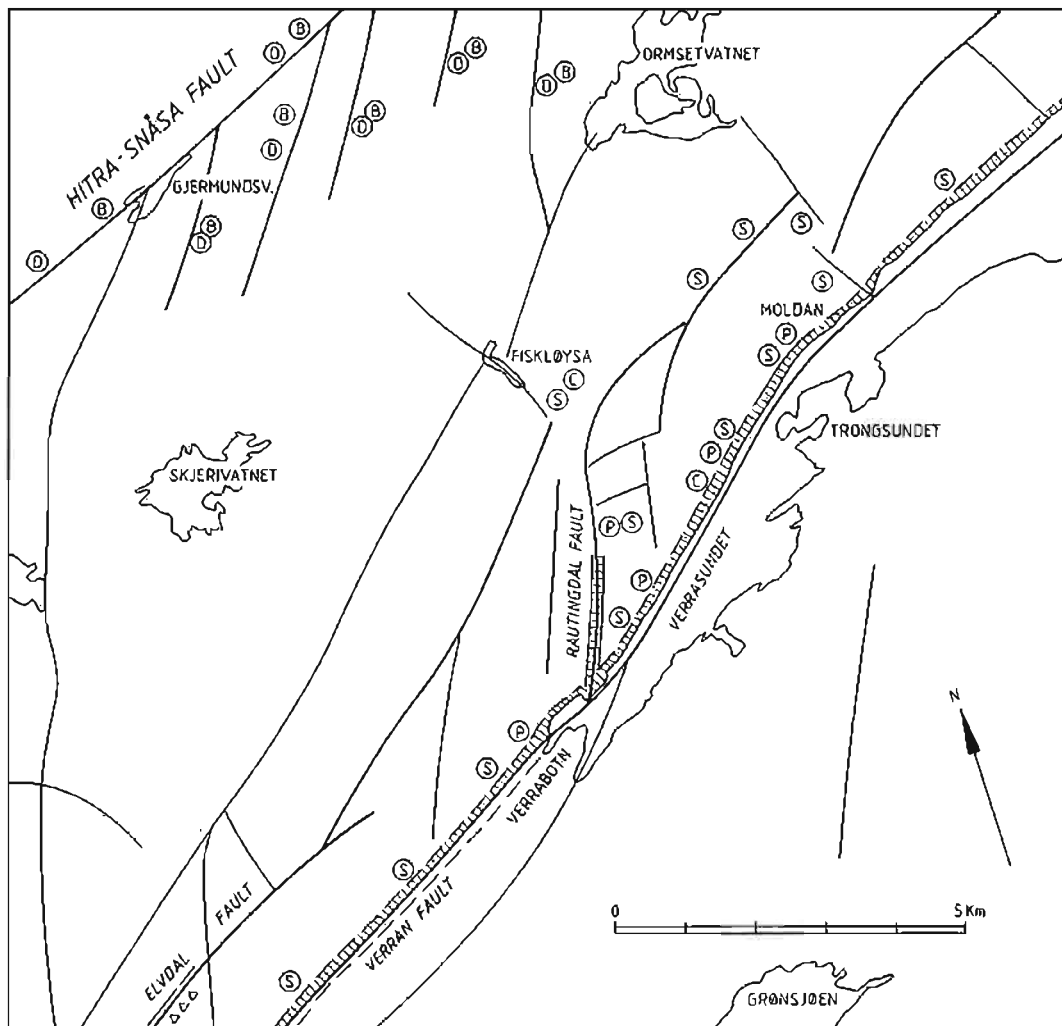 B
D
ORMSETVATNET
B
D
B
D
HITRA-SNÅSA FAULT
B
B
D
D
GJERMUNDSV.
S
B
S
S
B
D
D
S
S
MOLDAN
P
S
FISKLØYSA
C
S
S
TRONGSUNDET
P
SKJERIVATNET
C
P S
RAUTINGDAL FAULT
VERRASUNDET
P
S
N
P
S
VERRABOTN
S
FAULT
VERRAN FAULT
0
5 Km
ELVDAL
S
GRØNSJØEN